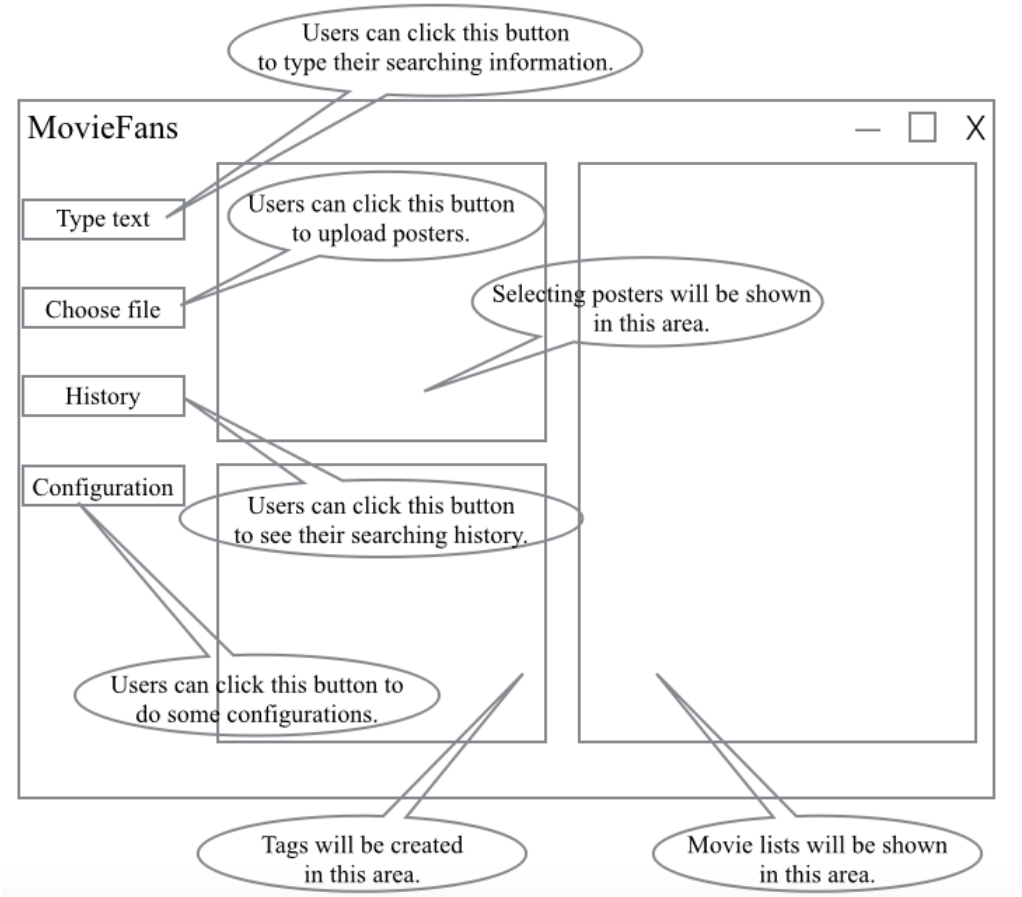 Users can click this button
to type their searching information.
MovieFans
X
Type text
Users can click this button
to upload posters.
Choose file
Selecting posters will be shown
in this area.
History
Configuration
Users can click this button
to see their searching history.
Users can click this button to
do some configurations.
Tags will be created
in this area.
Movie lists will be shown
in this area.